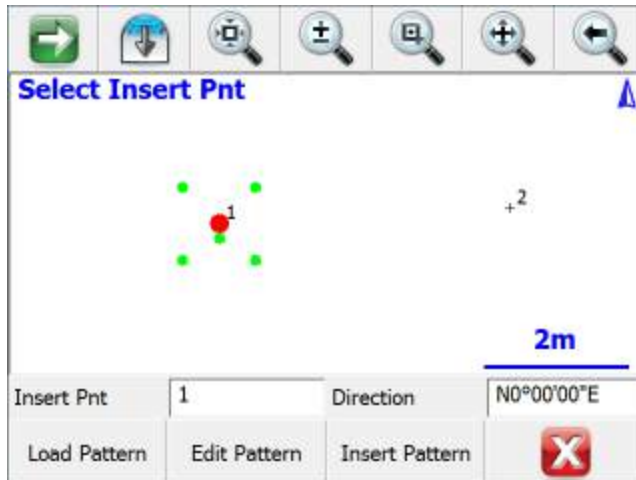 Select Insert Pnt
1
2
2m
Insert Pnt 1 Direction N0°00'00"E
Load Pattern Edit Pattern Insert Pattern